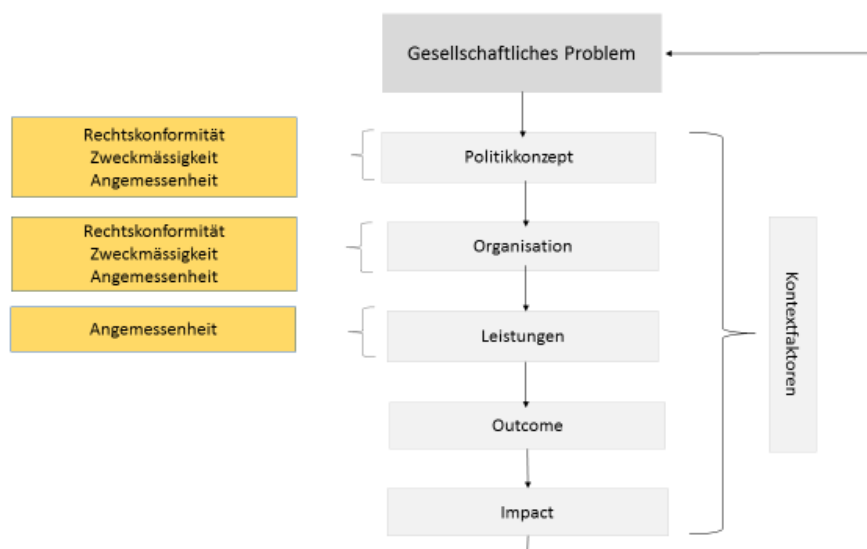 Gesellschaftliches Problem
Rechtskonformität
Zweckmässigkeit
Angemessenheit
Politikkonzept
Rechtskonformität
Zweckmässigkeit
Angemessenheit
Organisation
Angemessenheit
Leistungen
Outcome
Impact
Kontextfaktoren